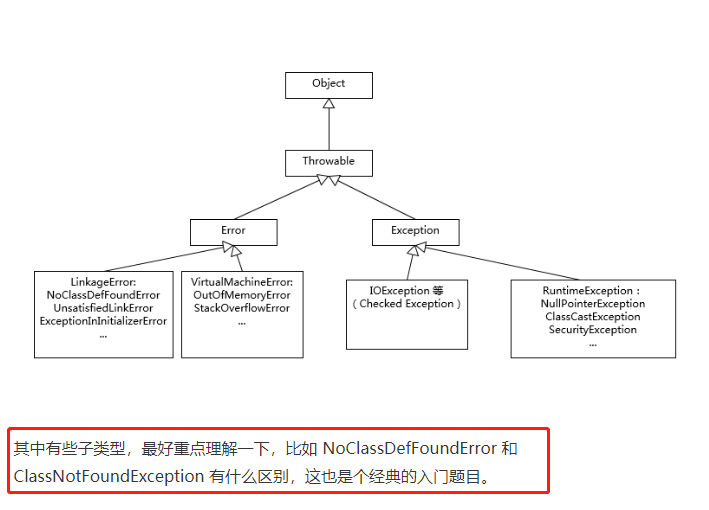 Object
Throwable
Error
Exception
LinkageError:
NoClassDefFoundError
UnsatisfiedLinkError
ExceptionInInitializerError
...
VirtualMachineError:
OutOfMemoryError
StackOverflowError
...
IOException 等
（Checked Exception）
RuntimeException：
NullPointerException
ClassCastException
SecurityException
...
其中有些子类型，最好重点理解一下，比如 NoClassDefFoundError 和
ClassNotFoundException 有什么区别，这也是个经典的入门题目。